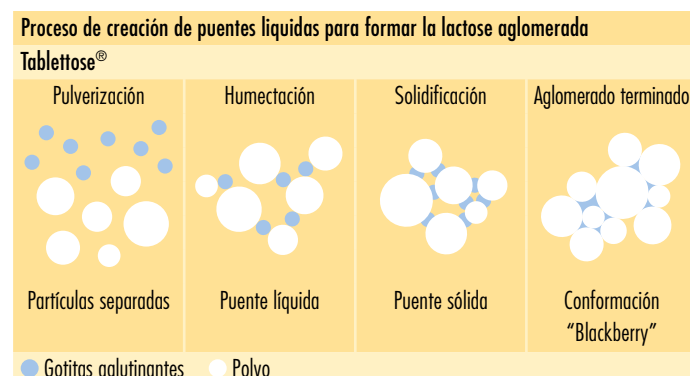 Proceso de creación de puentes liquidas para formar la lactose aglomerada
Tablettose®
Pulverización Humectación Solidificación Aglomerado terminado
Partículas separadas Puente líquida Puente sólida Conformación
"Blackberry"
Gotitas aglutinantes Polvo